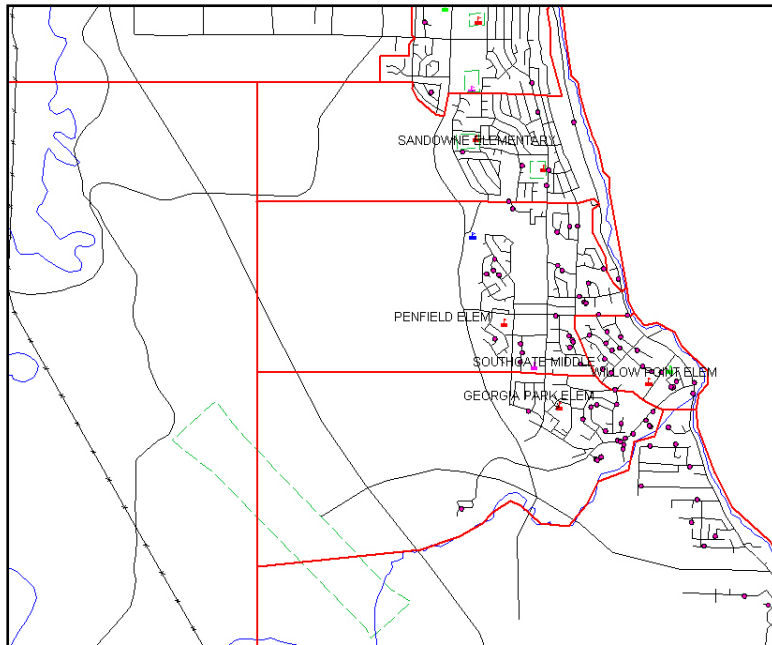 SANDOWNE ELEMENTARY
PENFIELD ELEM
SOUTHGATE MIDDLE
WILLOW POINT ELEM
GEORGIA PARK ELEM